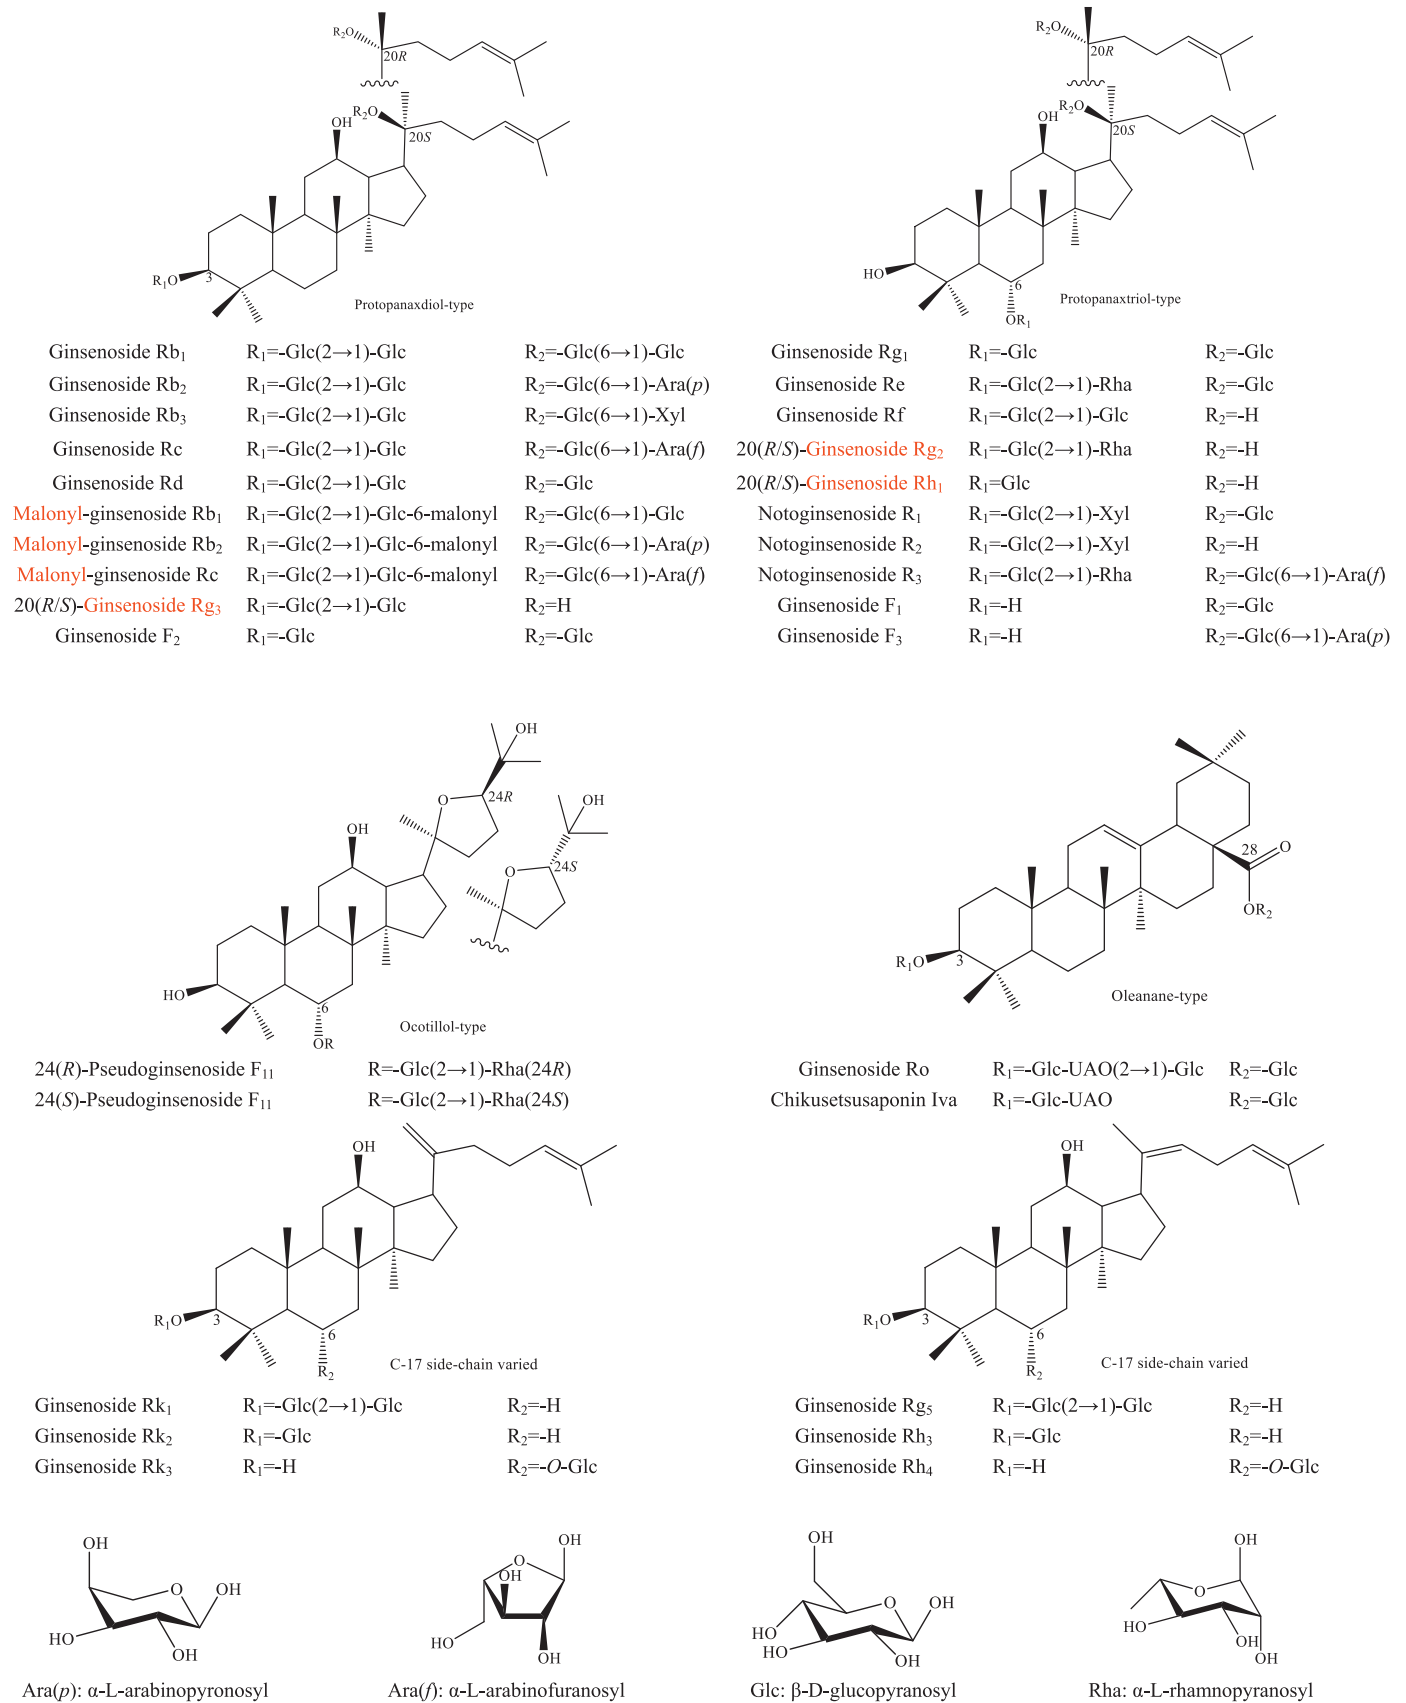 R₂O
20R
R₂O
20S
OH
R₁O
3
Protopanaxdiol-type
R₂O
20R
R₂O
20S
OH
HO
6
OR₁
Protopanaxtriol-type
Ginsenoside Rb₁ R₁=-Glc(2→1)-Glc R₂=-Glc(6→1)-Glc
Ginsenoside Rb₂ R₁=-Glc(2→1)-Glc R₂=-Glc(6→1)-Ara(p)
Ginsenoside Rb₃ R₁=-Glc(2→1)-Glc R₂=-Glc(6→1)-Xyl
Ginsenoside Rc R₁=-Glc(2→1)-Glc R₂=-Glc(6→1)-Ara(f)
Ginsenoside Rd R₁=-Glc(2→1)-Glc R₂=-Glc
Malonyl-ginsenoside Rb₁ R₁=-Glc(2→1)-Glc-6-malonyl R₂=-Glc(6→1)-Glc
Malonyl-ginsenoside Rb₂ R₁=-Glc(2→1)-Glc-6-malonyl R₂=-Glc(6→1)-Ara(p)
Malonyl-ginsenoside Rc R₁=-Glc(2→1)-Glc-6-malonyl R₂=-Glc(6→1)-Ara(f)
20(R/S)-Ginsenoside Rg₃ R₁=-Glc(2→1)-Glc R₂=H
Ginsenoside F₂ R₁=-Glc R₂=-Glc
Ginsenoside Rg₁ R₁=-Glc R₂=-Glc
Ginsenoside Re R₁=-Glc(2→1)-Rha R₂=-Glc
Ginsenoside Rf R₁=-Glc(2→1)-Glc R₂=-H
20(R/S)-Ginsenoside Rg₂ R₁=-Glc(2→1)-Rha R₂=-H
20(R/S)-Ginsenoside Rh₁ R₁=Glc R₂=-H
Notoginsenoside R₁ R₁=-Glc(2→1)-Xyl R₂=-Glc
Notoginsenoside R₂ R₁=-Glc(2→1)-Xyl R₂=-H
Notoginsenoside R₃ R₁=-Glc(2→1)-Rha R₂=-Glc(6→1)-Ara(f)
Ginsenoside F₁ R₁=-H R₂=-Glc
Ginsenoside F₃ R₁=-H R₂=-Glc(6→1)-Ara(p)
OH
O
24R
OH
OH
O
24S
HO
6
OR
Ocotillol-type
28
O
OR₂
R₁O
3
Oleanane-type
24(R)-Pseudoginsenoside F₁₁ R=-Glc(2→1)-Rha(24R)
24(S)-Pseudoginsenoside F₁₁ R=-Glc(2→1)-Rha(24S)
Ginsenoside Ro R₁=-Glc-UAO(2→1)-Glc R₂=-Glc
Chikusetsusaponin Iva R₁=-Glc-UAO R₂=-Glc
OH
R₁O
3
6
R₂
C-17 side-chain varied
OH
R₁O
3
6
R₂
C-17 side-chain varied
Ginsenoside Rk₁ R₁=-Glc(2→1)-Glc R₂=-H
Ginsenoside Rk₂ R₁=-Glc R₂=-H
Ginsenoside Rk₃ R₁=-H R₂=-O-Glc
Ginsenoside Rg₅ R₁=-Glc(2→1)-Glc R₂=-H
Ginsenoside Rh₃ R₁=-Glc R₂=-H
Ginsenoside Rh₄ R₁=-H R₂=-O-Glc
OH
O
OH
HO
OH
Ara(p): α-L-arabinopyronosyl
OH
O
OH
HO
OH
Ara(f): α-L-arabinofuranosyl
OH
O
OH
HO
HO
OH
Glc: β-D-glucopyranosyl
OH
O
HO
OH
OH
Rha: α-L-rhamnopyranosyl